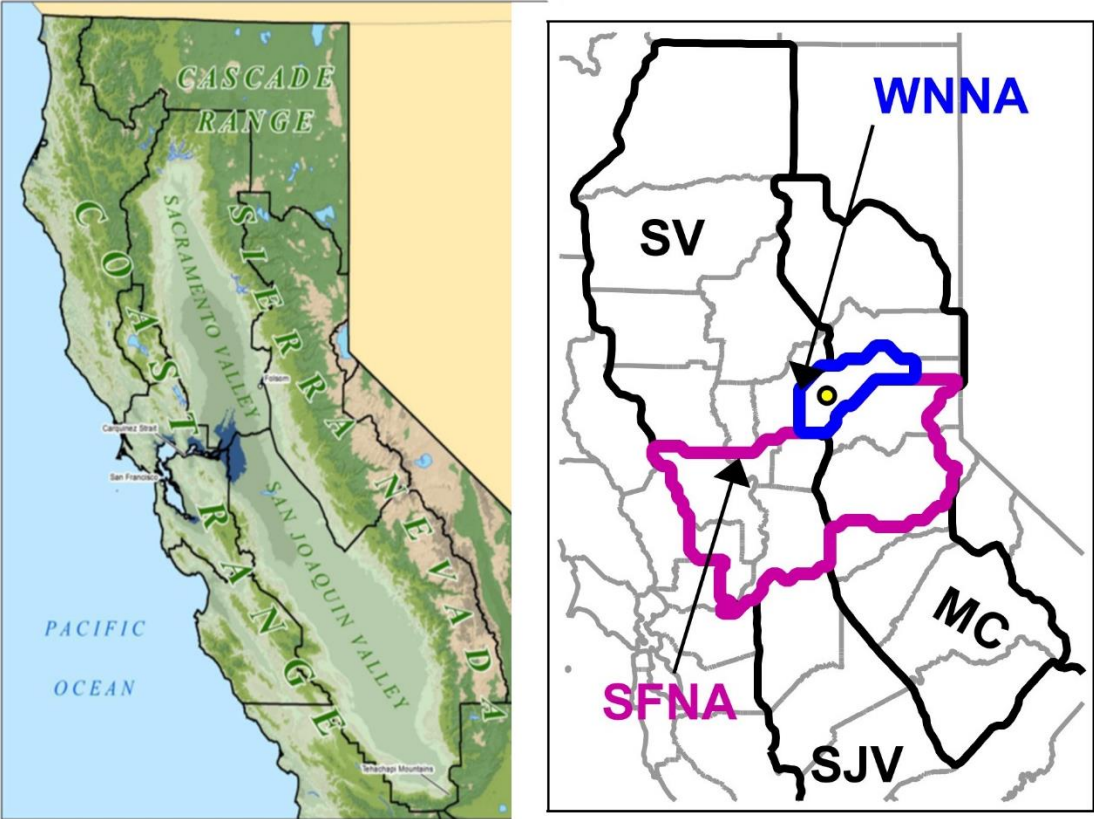 CASCADE
RANGE
COAST
RANGE
SIERRA
NEVADA
SACRAMENTO VALLEY
Folsom
Carquinez Strait
San Francisco
SAN JOAQUIN VALLEY
PACIFIC
OCEAN
Tehachapi Mountains
WNNA
SV
MC
SFNA
SJV